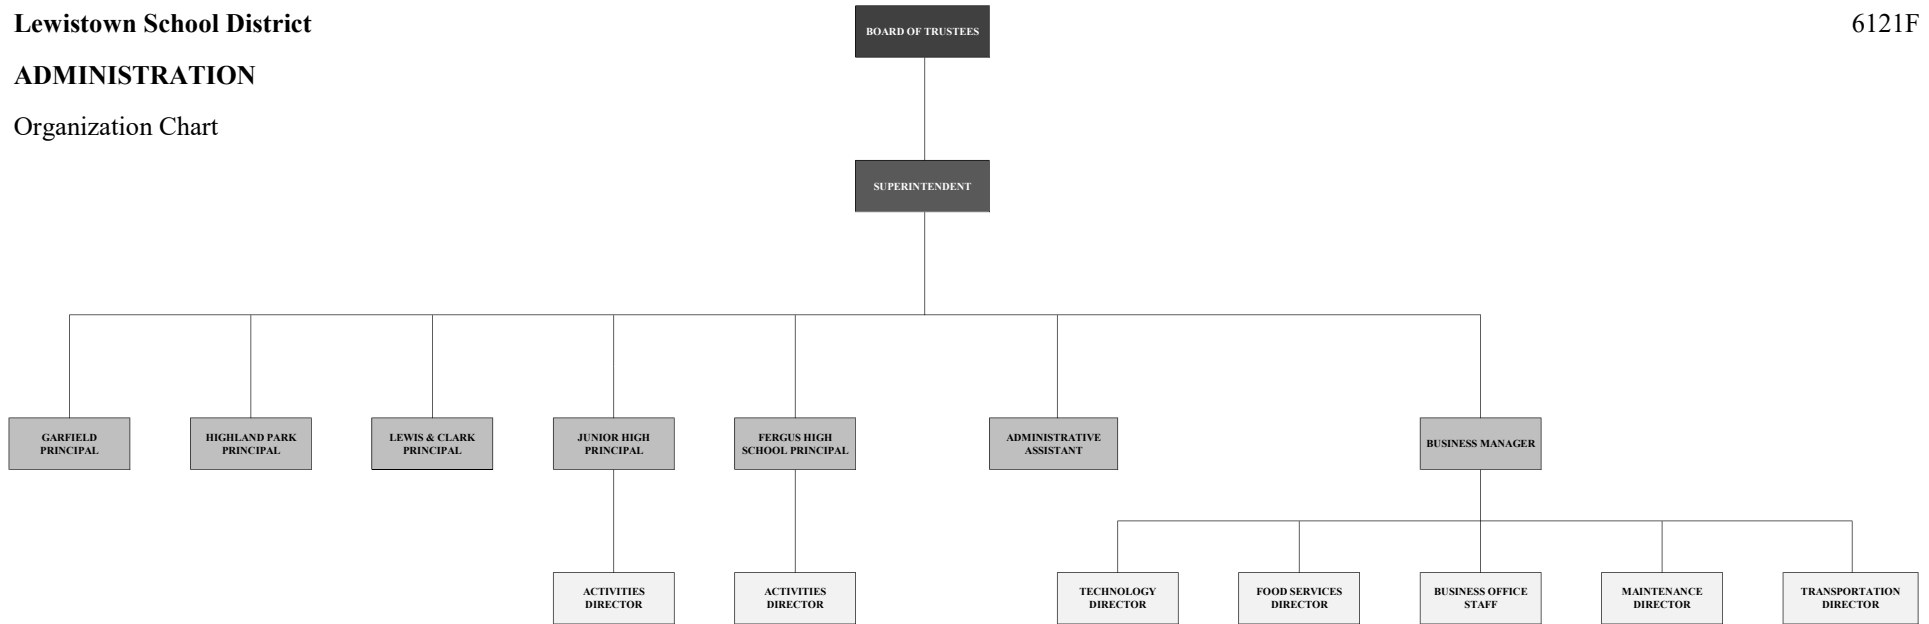 Lewistown School District
6121F
ADMINISTRATION
Organization Chart
BOARD OF TRUSTEES
SUPERINTENDENT
GARFIELD
PRINCIPAL
HIGHLAND PARK
PRINCIPAL
LEWIS & CLARK
PRINCIPAL
JUNIOR HIGH
PRINCIPAL
FERGUS HIGH
SCHOOL PRINCIPAL
ADMINISTRATIVE
ASSISTANT
BUSINESS MANAGER
ACTIVITIES
DIRECTOR
ACTIVITIES
DIRECTOR
TECHNOLOGY
DIRECTOR
FOOD SERVICES
DIRECTOR
BUSINESS OFFICE
STAFF
MAINTENANCE
DIRECTOR
TRANSPORTATION
DIRECTOR